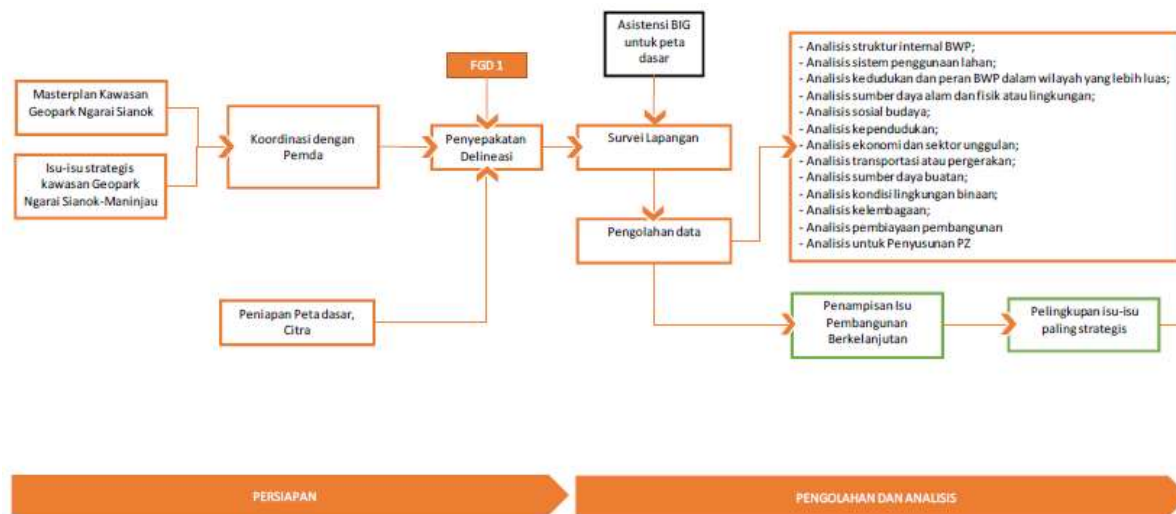 Masterplan Kawasan
Geopark Ngarai Sianok
Isu-isu strategis
kawasan Geopark
Ngarai Sianok-Maninjau
Koordinasi dengan
Pemda
FGD 1
Penyepakatan
Delineasi
Peniapan Peta dasar,
Citra
Asistensi BIG
untuk peta
dasar
Survei Lapangan
Pengolahan data
- Analisis struktur internal BWP;
- Analisis sistem penggunaan lahan;
- Analisis kedudukan dan peran BWP dalam wilayah yang lebih luas;
- Analisis sumber daya alam dan fisik atau lingkungan;
- Analisis sosial budaya;
- Analisis kependudukan;
- Analisis ekonomi dan sektor unggulan;
- Analisis transportasi atau pergerakan;
- Analisis sumber daya buatan;
- Analisis kondisi lingkungan binaan;
- Analisis kelembagaan;
- Analisis pembiayaan pembangunan
- Analisis untuk Penyusunan PZ
Penampisan Isu
Pembangunan
Berkelanjutan
Pelingkupan isu-isu
paling strategis
PERSIAPAN
PENGOLAHAN DAN ANALISIS